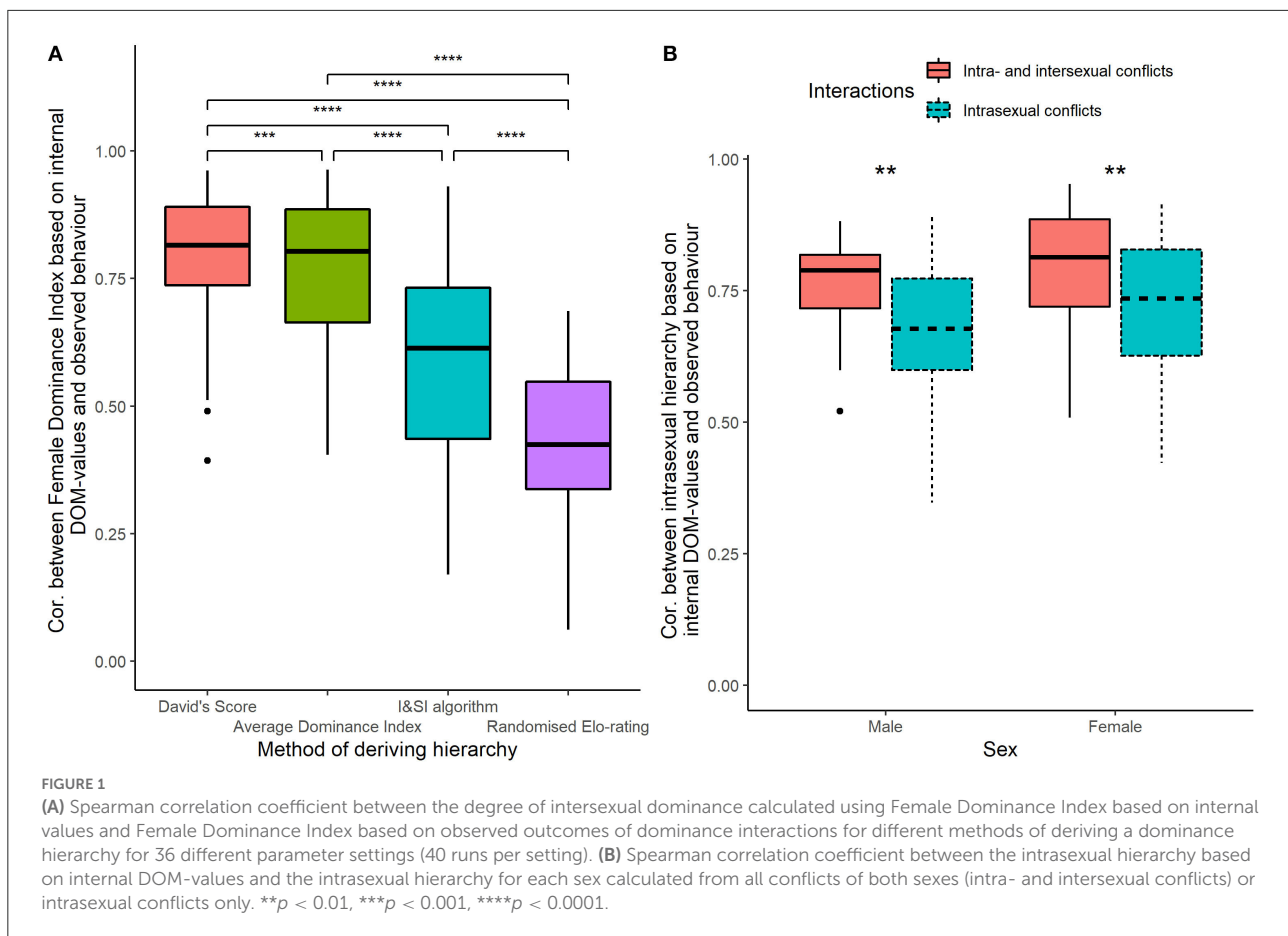 A
Cor. between Female Dominance Index based on internal
DOM-values and observed behaviour
****
****
****
***
****
****
1.00
0.75
0.50
0.25
0.00
David's Score
Average Dominance Index
I&SI algorithm
Randomised Elo-rating
Method of deriving hierarchy
B
Interactions
Intra- and intersexual conflicts
Intrasexual conflicts
Cor. between intrasexual hierarchy based on
internal DOM-values and observed behaviour
**
**
1.00
0.75
0.50
0.25
0.00
Male
Female
Sex
FIGURE 1
(A) Spearman correlation coefficient between the degree of intersexual dominance calculated using Female Dominance Index based on internal
values and Female Dominance Index based on observed outcomes of dominance interactions for different methods of deriving a dominance
hierarchy for 36 different parameter settings (40 runs per setting). (B) Spearman correlation coefficient between the intrasexual hierarchy based
on internal DOM-values and the intrasexual hierarchy for each sex calculated from all conflicts of both sexes (intra- and intersexual conflicts) or
intrasexual conflicts only. **p < 0.01, ***p < 0.001, ****p < 0.0001.